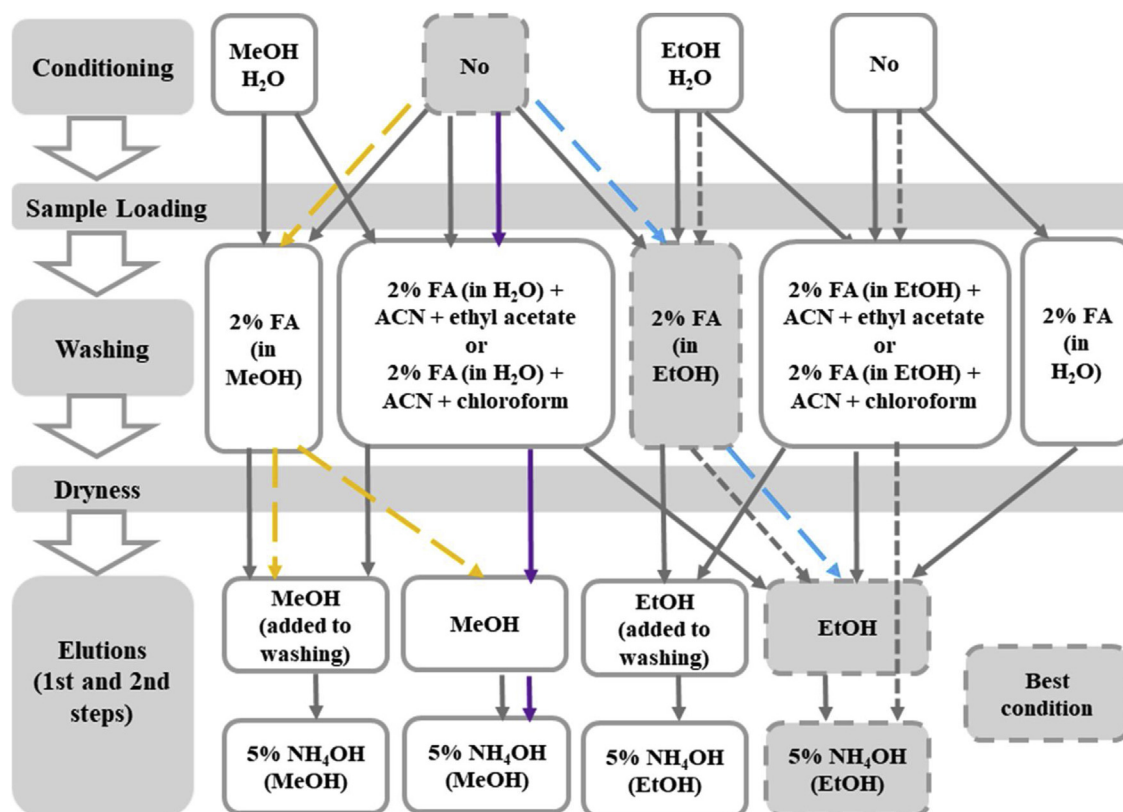 Conditioning
MeOH
H₂O
No
EtOH
H₂O
No
Sample Loading
Washing
2% FA
(in
MeOH)
2% FA (in H₂O) +
ACN + ethyl acetate
or
2% FA (in H₂O) +
ACN + chloroform
2% FA
(in
EtOH)
2% FA (in EtOH) +
ACN + ethyl acetate
or
2% FA (in EtOH) +
ACN + chloroform
2% FA
(in
H₂O)
Dryness
Elutions
(1st and 2nd
steps)
MeOH
(added to
washing)
MeOH
EtOH
(added to
washing)
EtOH
5% NH₄OH
(MeOH)
5% NH₄OH
(MeOH)
5% NH₄OH
(EtOH)
5% NH₄OH
(EtOH)
Best
condition